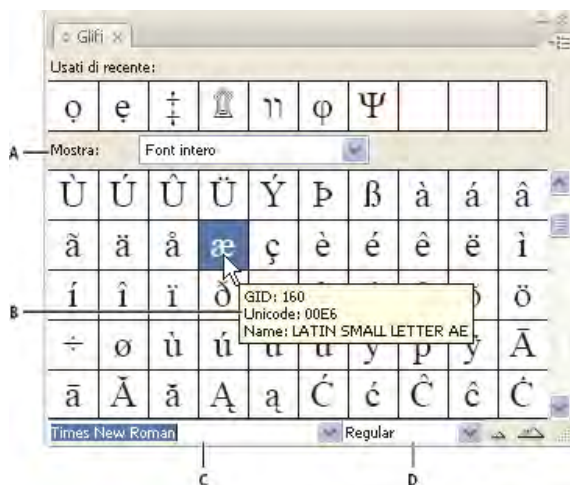 Glifi x
Usati di recente:
ọ ẹ ‡ װ φ Ψ
A
Mostra: Font intero
Ù Ú Û Ü Ý Þ ß à á â
ã ä å æ ç è é ê ë ì
í î ï ð ö
B
GID: 160
Unicode: 00E6
Name: LATIN SMALL LETTER AE
÷ ø ù ú û ü ý þ ÿ Ā
ā Ă ă Ą ą Ć ć Ĉ ĉ Ċ
Times New Roman Regular
C D